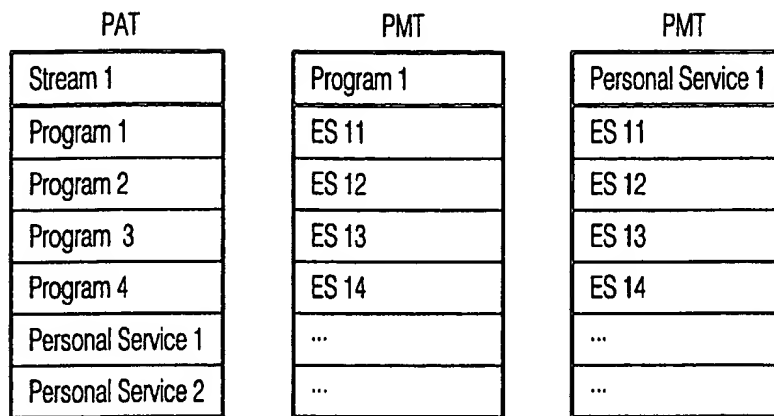 PAT
Stream 1
Program 1
Program 2
Program 3
Program 4
Personal Service 1
Personal Service 2
PMT
Program 1
ES 11
ES 12
ES 13
ES 14
...
...
PMT
Personal Service 1
ES 11
ES 12
ES 13
ES 14
...
...